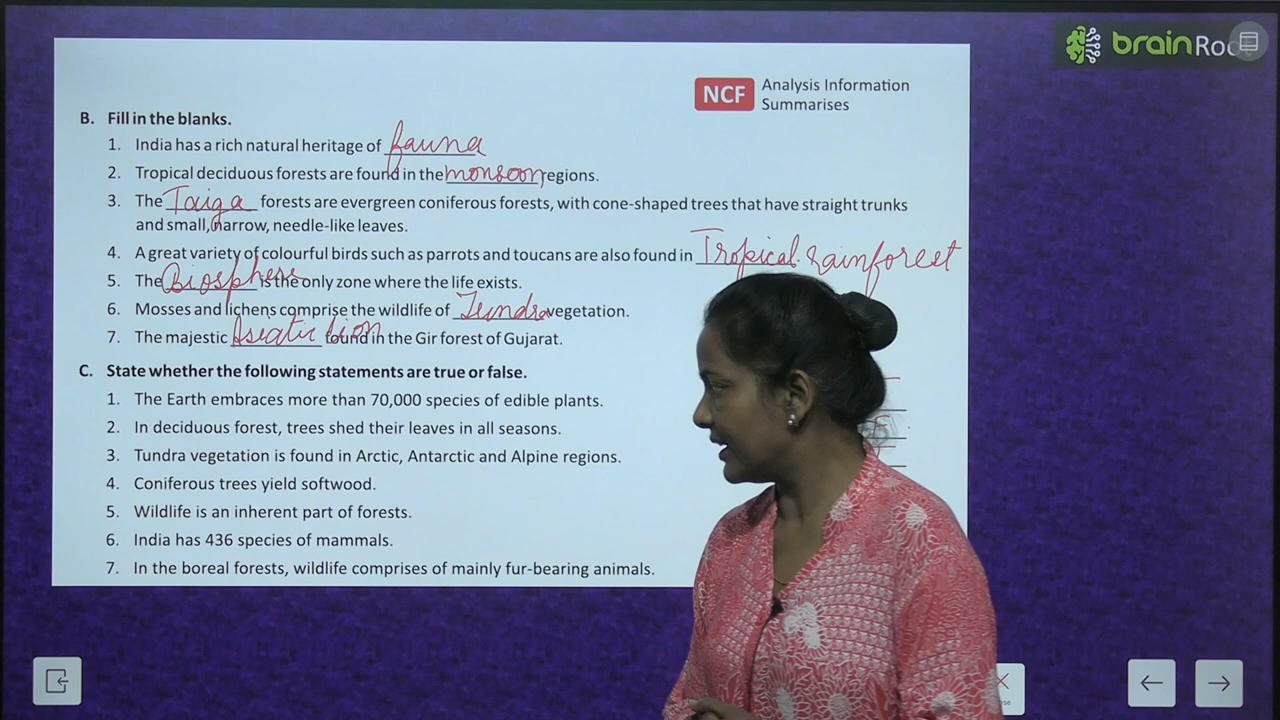 brainRoo
NCF Analysis Information
Summarises
B. Fill in the blanks.
1. India has a rich natural heritage of fauna
2. Tropical deciduous forests are found in the monsoon regions.
3. The Taiga forests are evergreen coniferous forests, with cone-shaped trees that have straight trunks
and small, narrow, needle-like leaves.
4. A great variety of colourful birds such as parrots and toucans are also found in Tropical rainforest
5. The Biosphere is the only zone where the life exists.
6. Mosses and lichens comprise the wildlife of Tundra vegetation.
7. The majestic Asiatic lion found in the Gir forest of Gujarat.
C. State whether the following statements are true or false.
1. The Earth embraces more than 70,000 species of edible plants.
2. In deciduous forest, trees shed their leaves in all seasons.
3. Tundra vegetation is found in Arctic, Antarctic and Alpine regions.
4. Coniferous trees yield softwood.
5. Wildlife is an inherent part of forests.
6. India has 436 species of mammals.
7. In the boreal forests, wildlife comprises of mainly fur-bearing animals.